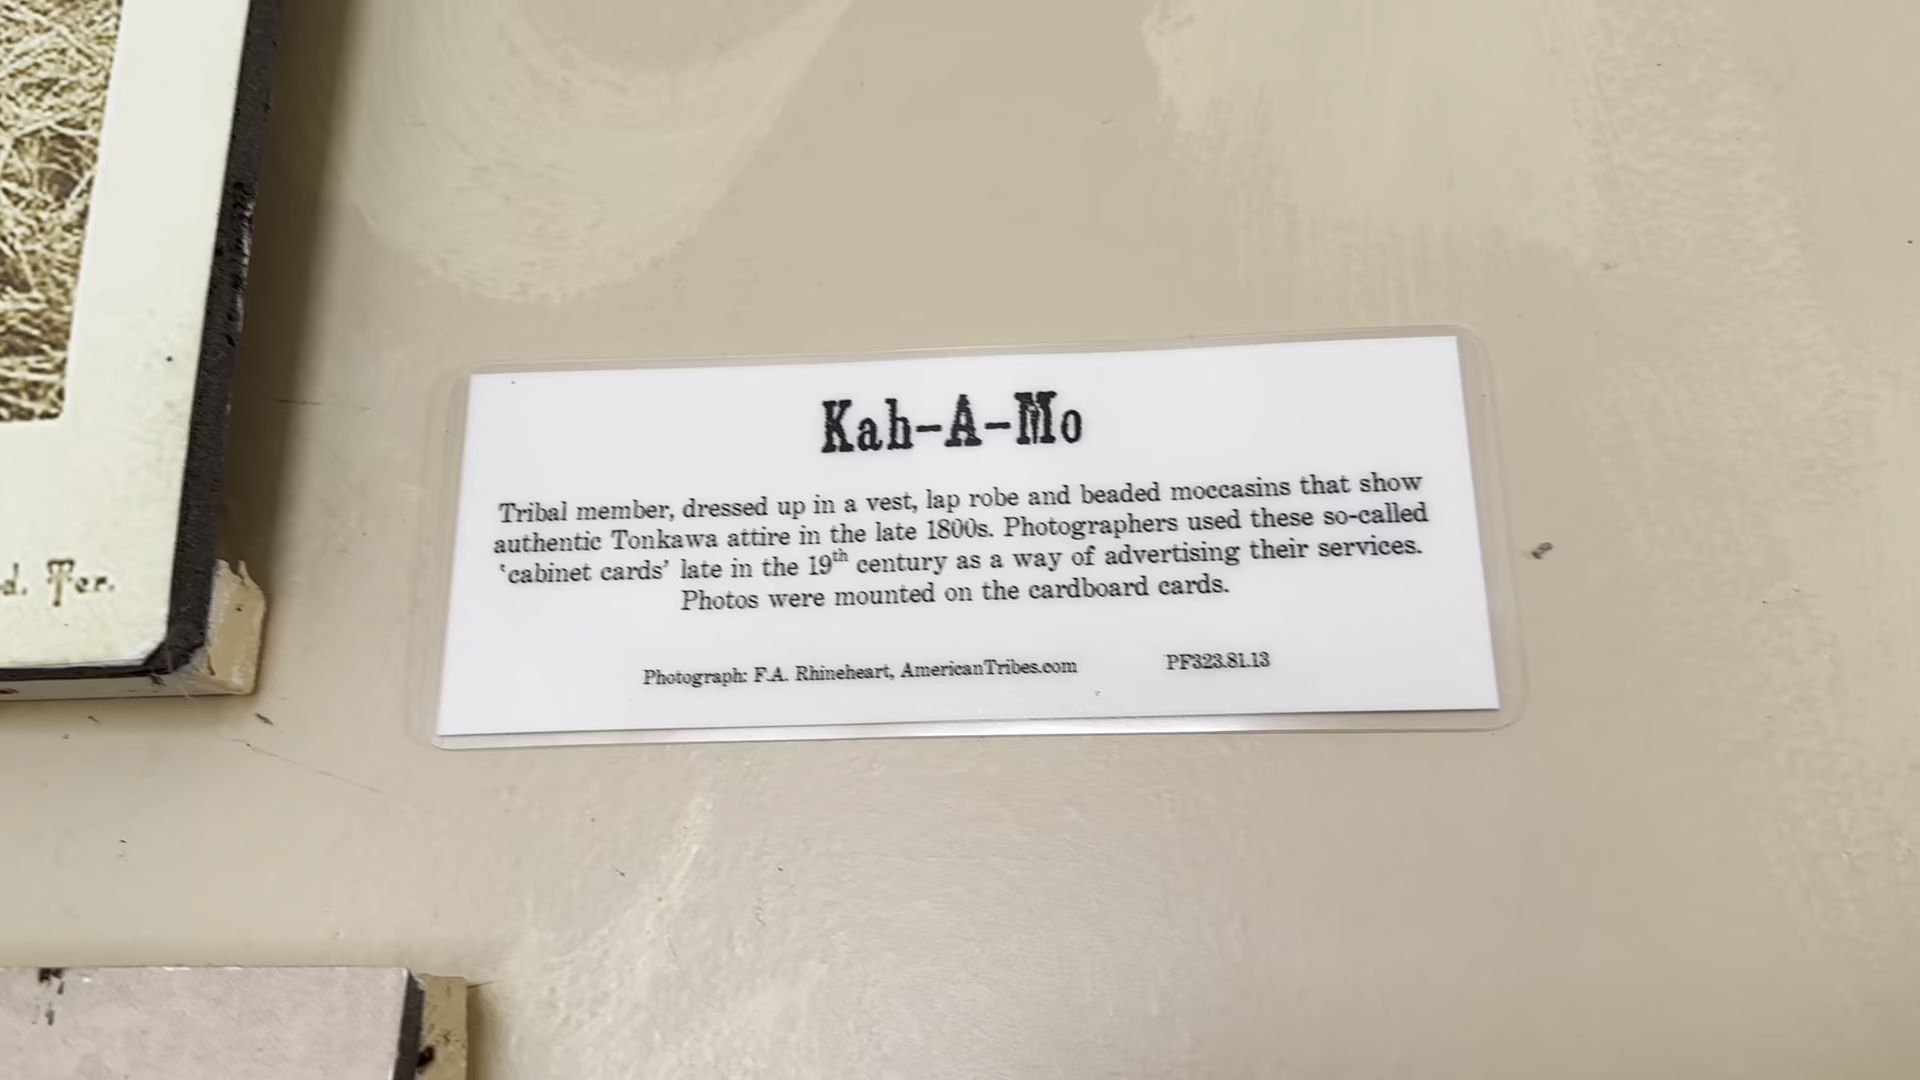 Kah-A-Mo
Tribal member, dressed up in a vest, lap robe and beaded moccasins that show
authentic Tonkawa attire in the late 1800s. Photographers used these so-called
‘cabinet cards’ late in the 19th century as a way of advertising their services.
Photos were mounted on the cardboard cards.
Photograph: F.A. Rhineheart, AmericanTribes.com PF323.81.13
d. Ter.